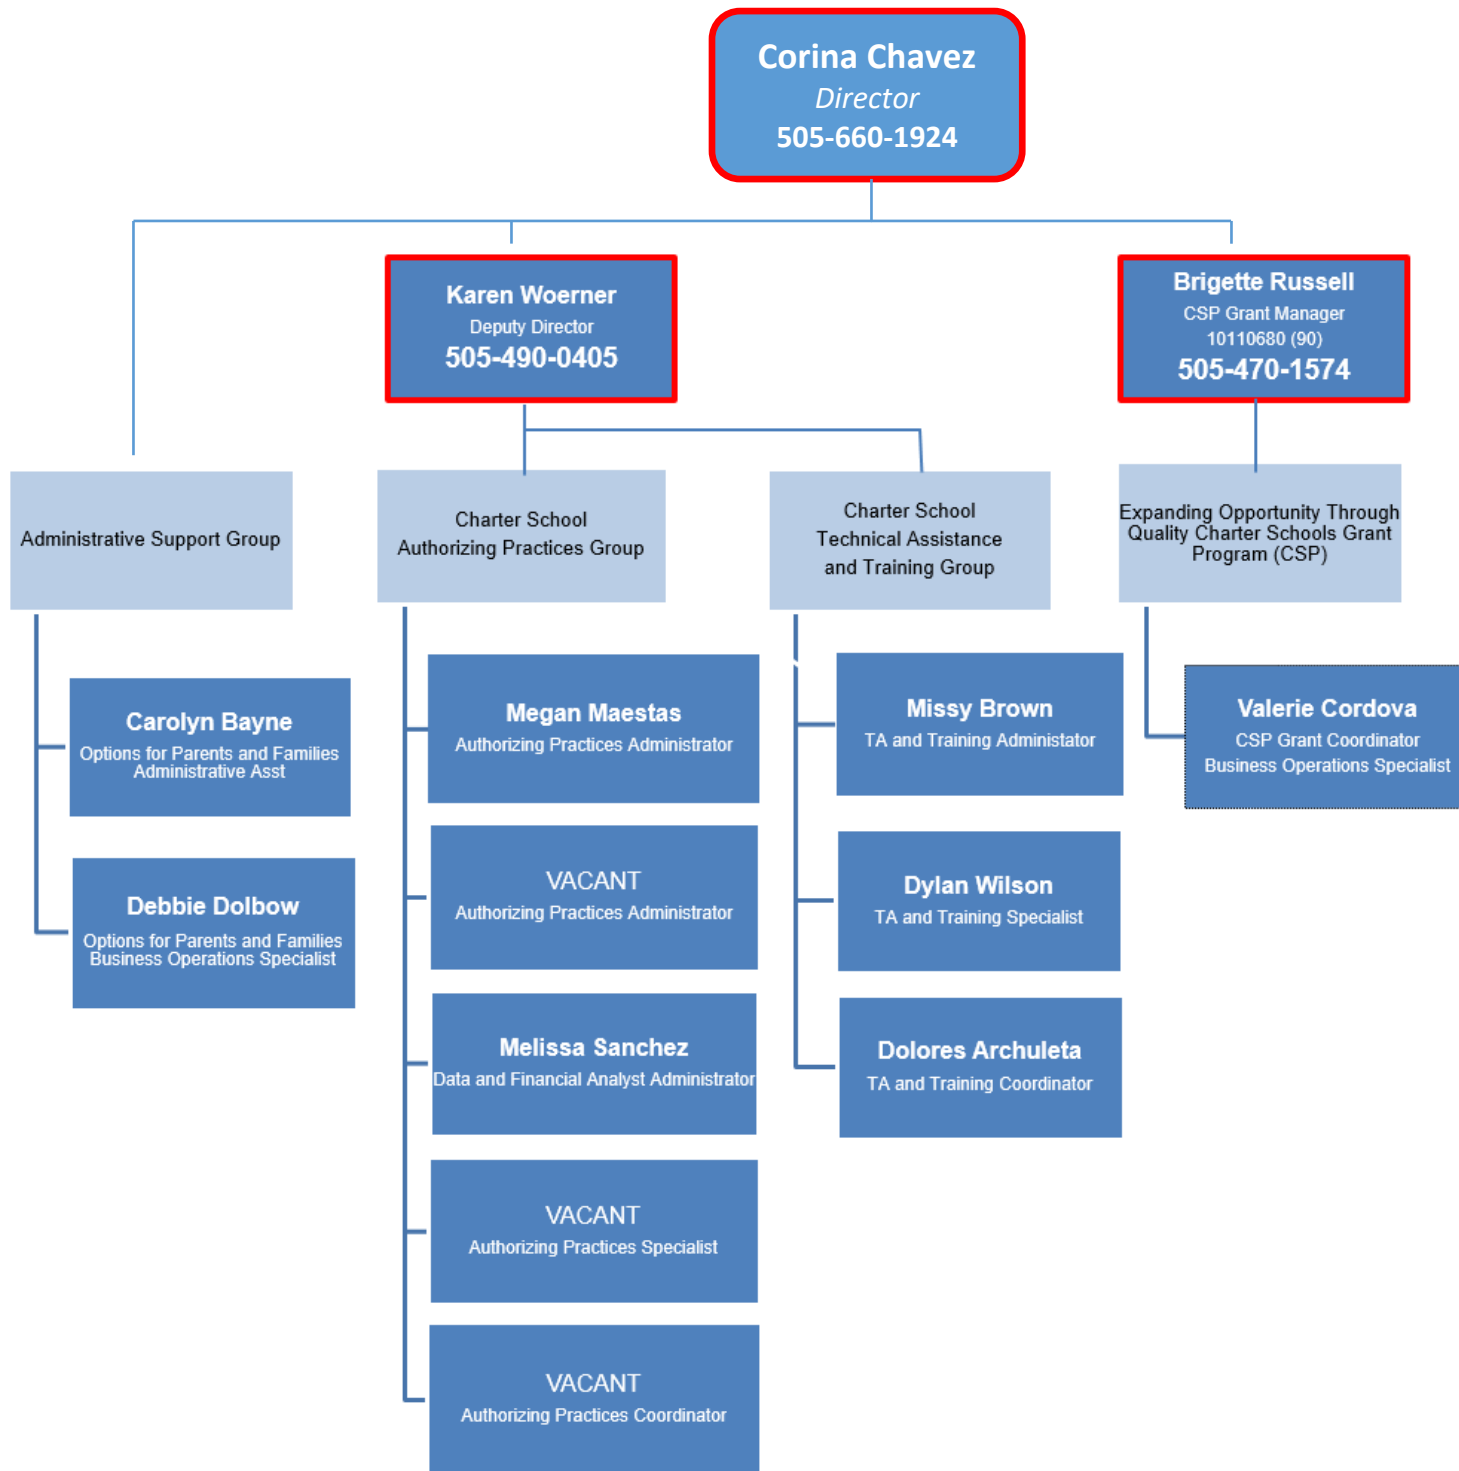 Corina Chavez
Director
505-660-1924
Karen Woerner
Deputy Director
505-490-0405
Brigette Russell
CSP Grant Manager
10110680 (90)
505-470-1574
Administrative Support Group
Charter School
Authorizing Practices Group
Charter School
Technical Assistance
and Training Group
Expanding Opportunity Through
Quality Charter Schools Grant
Program (CSP)
Carolyn Bayne
Options for Parents and Families
Administrative Asst
Debbie Dolbow
Options for Parents and Families
Business Operations Specialist
Megan Maestas
Authorizing Practices Administrator
VACANT
Authorizing Practices Administrator
Melissa Sanchez
Data and Financial Analyst Administrator
VACANT
Authorizing Practices Specialist
VACANT
Authorizing Practices Coordinator
Missy Brown
TA and Training Administator
Dylan Wilson
TA and Training Specialist
Dolores Archuleta
TA and Training Coordinator
Valerie Cordova
CSP Grant Coordinator
Business Operations Specialist